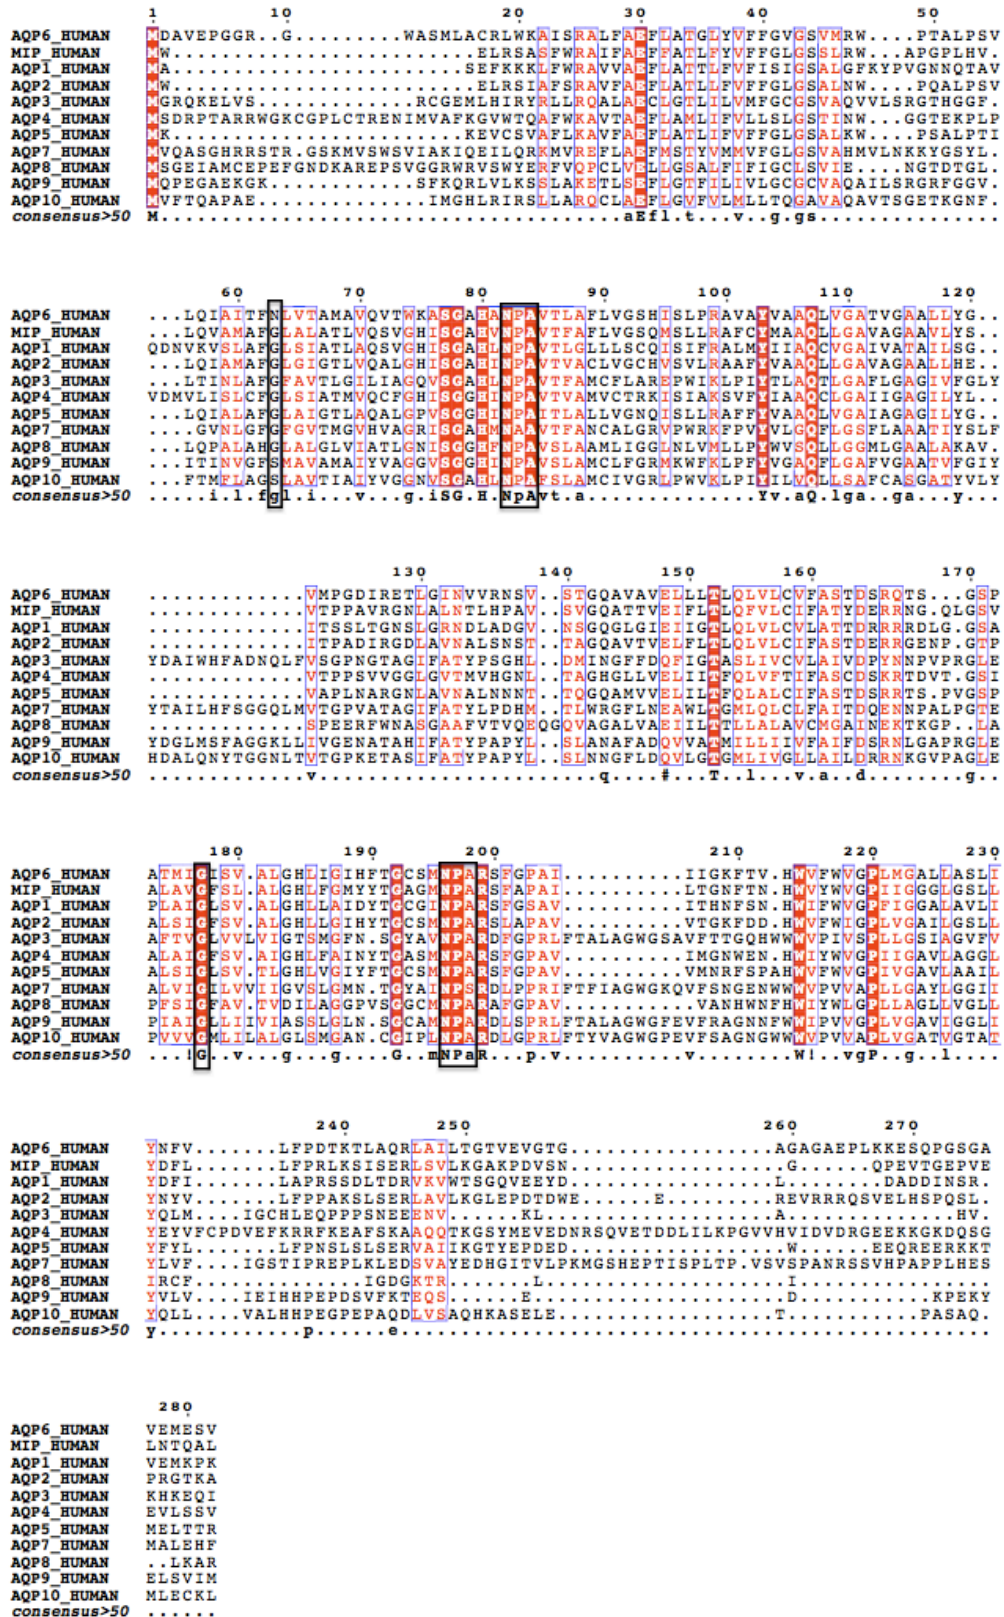 1 10 20 30 40 50
AQP6_HUMAN MDAVEPGGR..G.........WASMLACRLWKAISRALFAEFLATGLYVFFGVGSVMRW....PTALPSV
MIP_HUMAN MW..........................ELRSASFWRAIFAEFFATLFYVFFGLGSSLRW....APGPLHV
AQP1_HUMAN MA..........................SEFKKKLFWRAVVAEFLATTLFVFISIGSALGFKYPVGNNQTAV
AQP2_HUMAN MW..........................ELRSIAFSRAVFAEFLATLLFVFFGLGSALNW....PQALPSV
AQP3_HUMAN MGRQKELVS..............RCGEMLHIRYRLLRQALAECLGTLILVMFGCGSVAQVVLSRGTHGGF.
AQP4_HUMAN MSDRPTARRWGKCGPLCTRENIMVAFKGVWTQAFWKAVTAEFLAMLIFVLLSLGSTINW....GGTEKPLP
AQP5_HUMAN MK..........................KEVCSVAFLKAVFAEFLATLIFVFFGLGSALKW....PSALPTI
AQP7_HUMAN MVQASGHRRSTR.GSKMVSWSVIAKIQEILQRKMVREFLAEFMSTYVMMVFGLGSVAHMVLNKKYGSYL.
AQP8_HUMAN MSGEIAMCEPEFGNDKAREPSVGGRWRVSWYERFVQPCLVELLGSALFIFIGCLSVIE....NGTDTGL.
AQP9_HUMAN MQPEGAEKGK.............SFKQRLVLKSSLAKETLSEFLGTFILIVLGCGCVAQAILSRGRFGGV.
AQP10_HUMAN MVFTQAPAE..............IMGHLRIRSLLARQCLAEFLGVFVLMLLTQGAVAQAVTSGETKGNF.
consensus>50 M......................................aEfl.t...v..g.gs...............
60 70 80 90 100 110 120
AQP6_HUMAN ...LQIAITFNLVTAMAVQVTWKASGAHANPAVTLAFLVGSHISLPRAVAYVAAQLVGATVGAALLYG..
MIP_HUMAN ...LQVAMAFGLALATLVQSVGHISGAHVNPAVTFAFLVGSQMSLLRAFCYMAAQLLGAVAGAAVLYS..
AQP1_HUMAN QDNVKVSLAFGLSIATLAQSVGHISGAHLNPAVTLGLLLSCQISIFRALMYIIAQCVGAIVATAILSG..
AQP2_HUMAN ...LQIAMAFGLGIGTLVQALGHISGAHINPAVTVACLVGCHVSVLRAAFYVAAQLLGAVAGAALLHE..
AQP3_HUMAN ...LTINLAFGFAVTLGILIAGQVSGAHLNPAVTFAMCFLAREPWIKLPIYTLAQTLGAFLGAGIVFGLY
AQP4_HUMAN VDMVLISLCFGLSIATMVQCFGHISGGHINPAVTVAMVCTRKISIAKSVFYIAAQCLGAIIGAGILYL..
AQP5_HUMAN ...LQIALAFGLAIGTLAQALGPVSGGHINPAITLALLVGNQISLLRAFFYVAAQLVGAIAGAGILYG..
AQP7_HUMAN ...GVNLGFGFGVTMGVHVAGRISGAHMNAAVTFANCALGRVPWRKFPVYVLGQFLGSFLAAATIYSLF
AQP8_HUMAN ...LQPALAHGLALGLVIATLGNISGGHFNPAVSLAAMLIGGLNLVMLLPYWVSQLLGGMLGAALAKAV.
AQP9_HUMAN ...ITINVGFSMAVAMAIYVAGGVSGGHINPAVSLAMCLFGRMKWFKLPFYVGAQFLGAFVGAATVFGIY
AQP10_HUMAN ...FTMFLAGSLAVTIAIYVGGNVSGAHLNPAFSLAMCIVGRLPWVKLPIYILVQLLSAFCASGATYVLY
consensus>50 .....i.l.fgl.i....v...g.iSG.H.NpAvt.a............Yv.aQ.lga..ga...y...
130 140 150 160 170
AQP6_HUMAN .............VMPGDIRETLGINVVRNSV..STGQAVAVELLLTLQLVLCVFASTDSRQTS...GSP
MIP_HUMAN .............VTPPAVRGNLALNTLHPAV..SVGQATTVEIFLTLQFVLCIFATYDERRNG.QLGSV
AQP1_HUMAN .............ITSSLTGNSLGRNDLADGV..NSGQGLGIEIIGTLQLVLCVLATTDRRRRDLG.GSA
AQP2_HUMAN .............ITPADIRGDLAVNALSNST..TAGQAVTVELFLTLQLVLCIFASTDERRGENP.GTP
AQP3_HUMAN YDAIWHFADNQLFVSGPNGTAGIFATYPSGHL..DMINGFFDQFIGTASLIVCVLAIVDPYNNPVPRGLE
AQP4_HUMAN .............VTPPSVVGGLGVTMVHGNL..TAGHGLLVELIITFQLVFTIFASCDSKRTDVT.GSI
AQP5_HUMAN .............VAPLNARGNLAVNALNNNT..TQGQAMVVELILTFQLALCIFASTDSRRTS.PVGSP
AQP7_HUMAN YTAILHFSGGQLMVTGPVATAGIFATYLPDHM..TLWRGFLNEAWLTGMLQLCLFAITDQENNPALPGTE
AQP8_HUMAN .............SPEERFWNASGAAFVTVQEQGQVAGALVAEIILTTLLALAVCMGAINEKTKGP..LA
AQP9_HUMAN YDGLMSFAGGKLLIVGENATAHIFATYPAPYL..SLANAFADQVVATMILLIIVFAIFDSRNLGAPRGLE
AQP10_HUMAN HDALQNYTGGNLTVTGPKETASIFATYPAPYL..SLNNGFLDQVLGTGMLIVGLLAILDRRNKGVPAGLE
consensus>50 .............v.......................q....#...T..l...v.a..d........g..
180 190 200 210 220 230
AQP6_HUMAN ATMIGISV.ALGHLIGIHFTGCSMNPARSFGPAI..........IIGKFTV.HWVFWVGPLMGALLASLI
MIP_HUMAN ALAVGFSL.ALGHLFGMYYTGAGMNPARSFAPAI..........LTGNFTN.HWVYWVGPIIGGGLGSLL
AQP1_HUMAN PLAIGLSV.ALGHLLAIDYTGCGINPARSFGSAV..........ITHNFSN.HWIFWVGPFIGGALAVLI
AQP2_HUMAN ALSIGFSV.ALGHLLGIHYTGCSMNPARSLAPAV..........VTGKFDD.HWVFWIGPLVGAILGSLL
AQP3_HUMAN AFTVGLVVLVIGTSMGFN.SGYAVNPARDFGPRLFTALAGWGSAVFTTGQHWWWVPIVSPLLGSIAGVFV
AQP4_HUMAN ALAIGFSV.AIGHLFAINYTGASMNPARSFGPAV..........IMGNWEN.HWIYWVGPIIGAVLAGGL
AQP5_HUMAN ALSIGLSV.TLGHLVGIYFTGCSMNPARSFGPAV..........VMNRFSPAHWVFWVGPIVGAVLAAIL
AQP7_HUMAN ALVIGILVVIIGVSLGMNT.GYAINPSRDLPPRIFTFIAGWGKQVFSNGENWWWVPVVAPLLGAYLGGII
AQP8_HUMAN PFSIGFAV.TVDILAGGPVSGGCMNPARAFGPAV..........VANHWNFHWIYWLGPLLAGLLVGLL
AQP9_HUMAN PIAIGLLIIVIASSLGLN.SGCAMNPARDLSPRLFTALAGWGFEVFRAGNNFWWIPVVGPLVGAVIGGLI
AQP10_HUMAN PVVVGMLILALGLSMGAN.CGIPLNPARDLGPRLFTYVAGWGPEVFSAGNGWWWVPVVAPLVGATVGTAT
consensus>50 ...!G..v...g...g....G..mNPaR...p.v..........v........W!..vgP..g...l...
240 250 260 270
AQP6_HUMAN YNFV.......LFPDTKTLAQRLAILTGTVEVGTG.................AGAGAEPLKKESQPGSGA
MIP_HUMAN YDFL.......LFPRLKSISERLSVLKGAKPDVSN.................G......QPEVTGEPVE
AQP1_HUMAN YDFI.......LAPRSSDLTDRVKVWTSGQVEEYD.................L........DADDINSR.
AQP2_HUMAN YNYV.......LFPPAKSLSERLAVLKGLEPDTDWE.......E.........REVRRRQSVELHSPQSL.
AQP3_HUMAN YQLM....IGCHLEQPPPSNEEENV......KL....................A..............HV.
AQP4_HUMAN YEYVFCPDVEFKRRFKEAFSKAAQQTKGSYMEVEDNRSQVETDDLILKPGVVHVIDVDRGEEKKGKDQSG
AQP5_HUMAN YFYL.......LFPNSLSLSERVAIIKGTYEPDED.................W.......EEQREERKKT
AQP7_HUMAN YLVF....IGSTIPREPLKLEDSVAYEDHGITVLPKMGSHEPTISPLTP.VSVSPANRSSVHPAPPLHES
AQP8_HUMAN IRCF..............IGDGKTR.......L....................I................
AQP9_HUMAN YVLV....IEIHHPEPDSVFKTEQS......E.....................D............KPEKY
AQP10_HUMAN YQLL....VALHHPEGPEPAQDLVSAQHKASELE..................T.........PASAQ.
consensus>50 y............p......e.................................................
280
AQP6_HUMAN VEMESV
MIP_HUMAN LNTQAL
AQP1_HUMAN VEMKPK
AQP2_HUMAN PRGTKA
AQP3_HUMAN KHKEQI
AQP4_HUMAN EVLSSV
AQP5_HUMAN MELTTR
AQP7_HUMAN MALEHF
AQP8_HUMAN ..LKAR
AQP9_HUMAN ELSVIM
AQP10_HUMAN MLECKL
consensus>50 ......